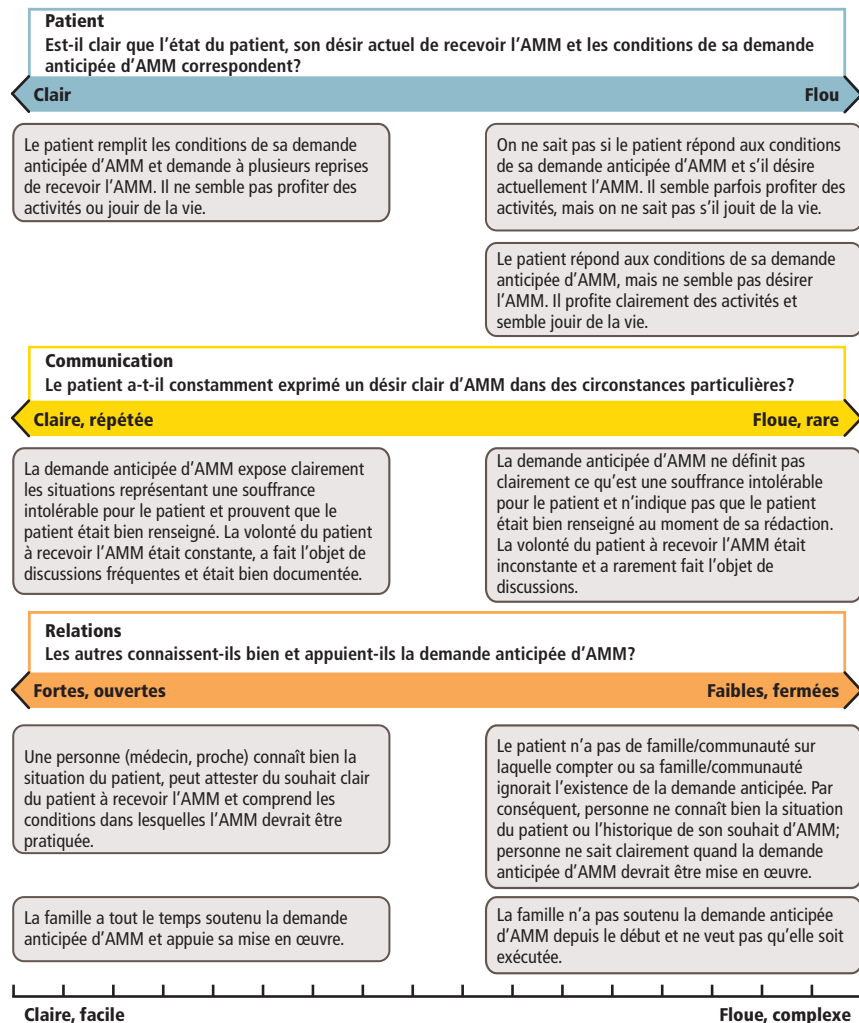 Patient
Est-il clair que l'état du patient, son désir actuel de recevoir l'AMM et les conditions de sa demande
anticipée d'AMM correspondent?
Clair
Flou
Le patient remplit les conditions de sa demande
anticipée d'AMM et demande à plusieurs reprises
de recevoir l'AMM. Il ne semble pas profiter des
activités ou jouir de la vie.
On ne sait pas si le patient répond aux conditions
de sa demande anticipée d'AMM et s'il désire
actuellement l'AMM. Il semble parfois profiter des
activités, mais on ne sait pas s'il jouit de la vie.
Le patient répond aux conditions de sa demande
anticipée d'AMM, mais ne semble pas désirer
l'AMM. Il profite clairement des activités et
semble jouir de la vie.
Communication
Le patient a-t-il constamment exprimé un désir clair d'AMM dans des circonstances particulières?
Claire, répétée
Floue, rare
La demande anticipée d'AMM expose clairement
les situations représentant une souffrance
intolérable pour le patient et prouvent que le
patient était bien renseigné. La volonté du patient
à recevoir l'AMM était constante, a fait l'objet de
discussions fréquentes et était bien documentée.
La demande anticipée d'AMM ne définit pas
clairement ce qu'est une souffrance intolérable
pour le patient et n'indique pas que le patient
était bien renseigné au moment de sa rédaction.
La volonté du patient à recevoir l'AMM était
inconstante et a rarement fait l'objet de
discussions.
Relations
Les autres connaissent-ils bien et appuient-ils la demande anticipée d'AMM?
Fortes, ouvertes
Faibles, fermées
Une personne (médecin, proche) connaît bien la
situation du patient, peut attester du souhait clair
du patient à recevoir l'AMM et comprend les
conditions dans lesquelles l'AMM devrait être
pratiquée.
Le patient n'a pas de famille/communauté sur
laquelle compter ou sa famille/communauté
ignorait l'existence de la demande anticipée. Par
conséquent, personne ne connaît bien la situation
du patient ou l'historique de son souhait d'AMM;
personne ne sait clairement quand la demande
anticipée d'AMM devrait être mise en œuvre.
La famille a tout le temps soutenu la demande
anticipée d'AMM et appuie sa mise en œuvre.
La famille n'a pas soutenu la demande anticipée
d'AMM depuis le début et ne veut pas qu'elle soit
exécutée.
Claire, facile
Floue, complexe